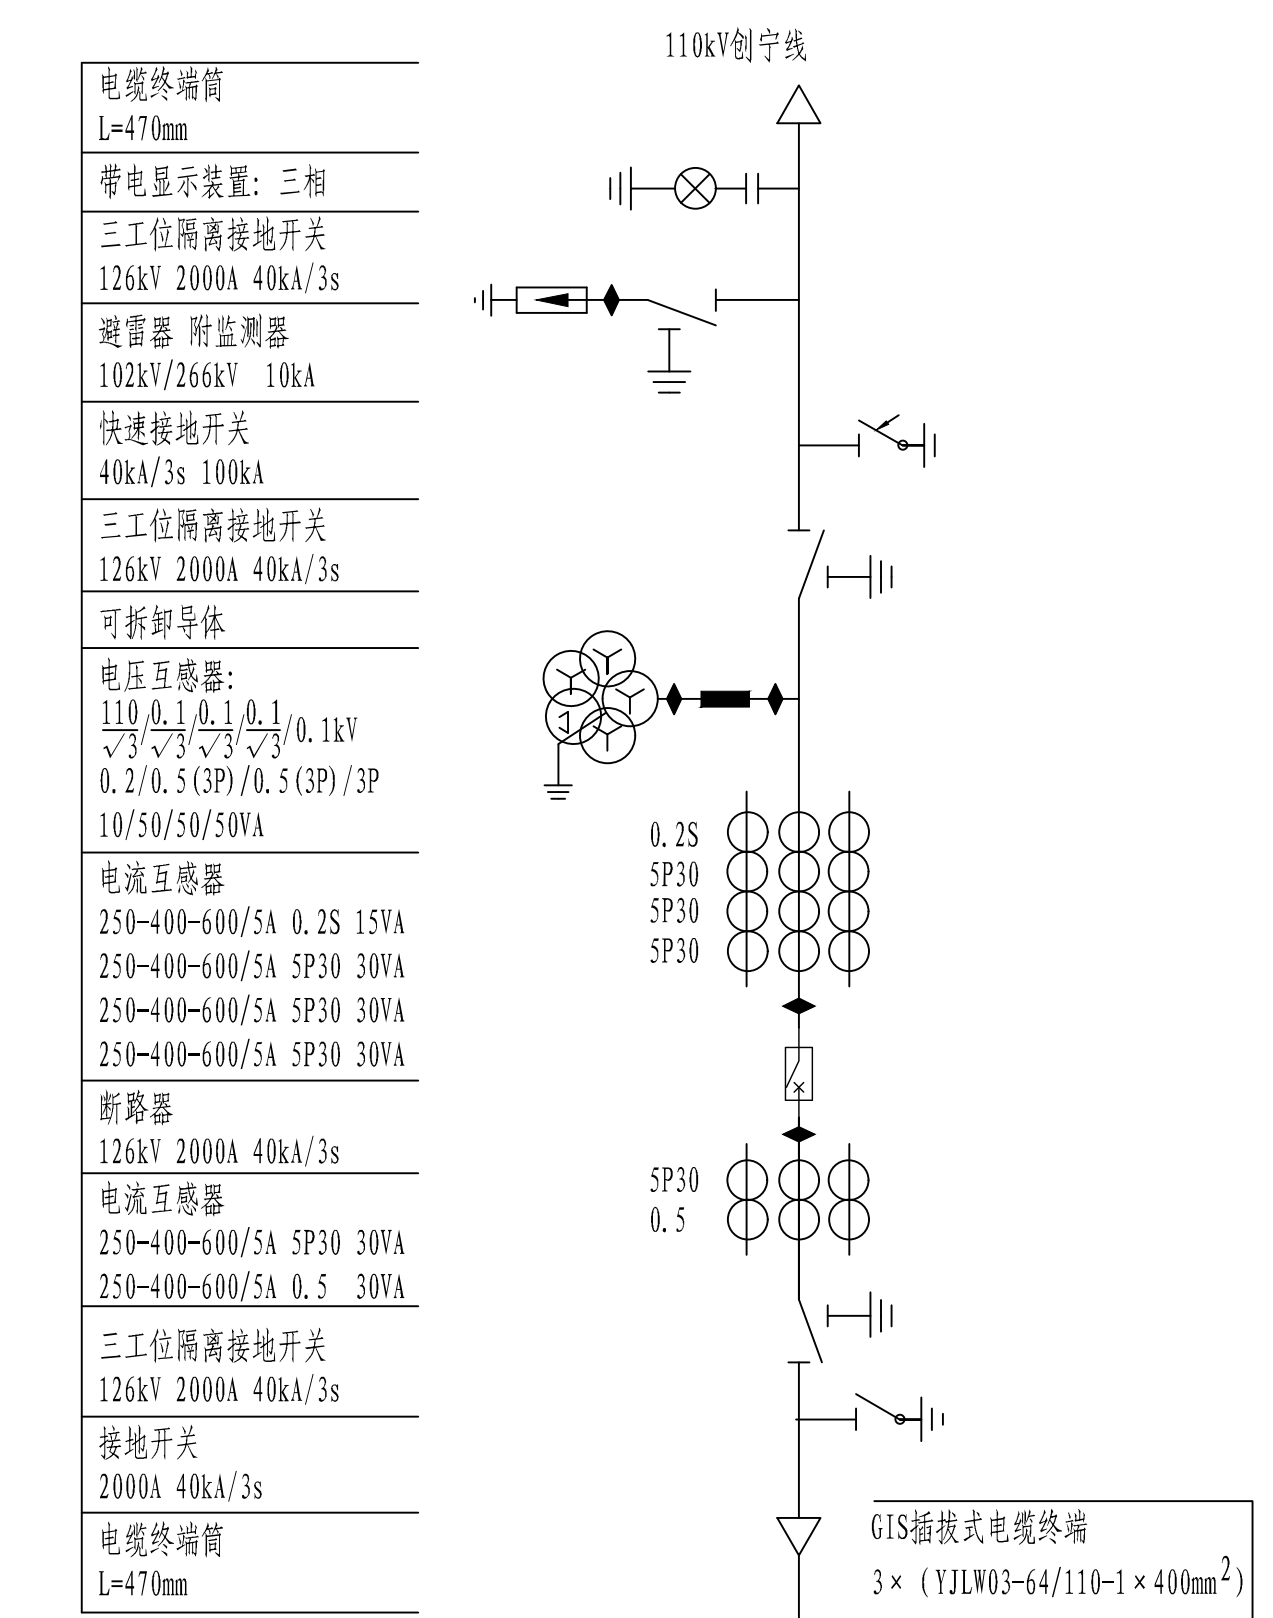 110kV创宁线
电缆终端筒
L=470mm
带电显示装置: 三相
三工位隔离接地开关
126kV 2000A 40kA/3s
避雷器 附监测器
102kV/266kV 10kA
快速接地开关
40kA/3s 100kA
三工位隔离接地开关
126kV 2000A 40kA/3s
可拆卸导体
电压互感器:
110/√3/0.1/√3/0.1/√3/0.1/√3/0.1kV
0.2/0.5(3P)/0.5(3P)/3P
10/50/50/50VA
电流互感器
250-400-600/5A 0.2S 15VA
250-400-600/5A 5P30 30VA
250-400-600/5A 5P30 30VA
250-400-600/5A 5P30 30VA
断路器
126kV 2000A 40kA/3s
电流互感器
250-400-600/5A 5P30 30VA
250-400-600/5A 0.5 30VA
三工位隔离接地开关
126kV 2000A 40kA/3s
接地开关
2000A 40kA/3s
电缆终端筒
L=470mm
0.2S
5P30
5P30
5P30
5P30
0.5
GIS插拔式电缆终端
3×(YJLW03-64/110-1×400mm²)